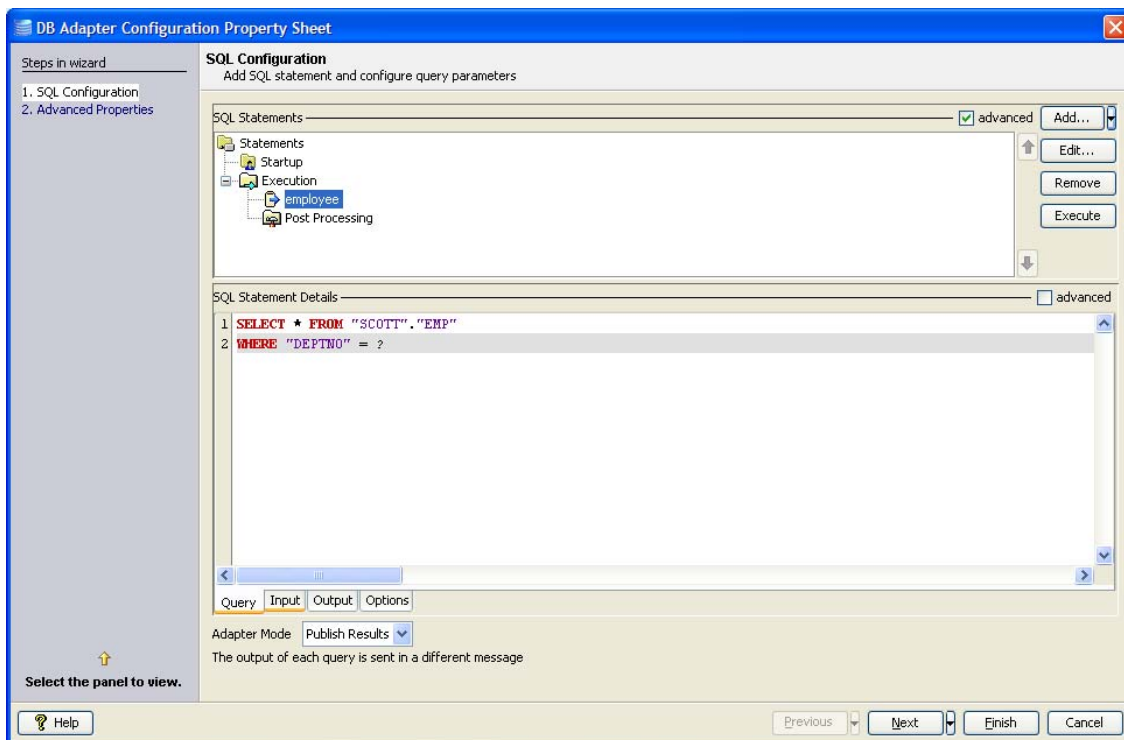 DB Adapter Configuration Property Sheet
Steps in wizard
1. SQL Configuration
2. Advanced Properties
SQL Configuration
Add SQL statement and configure query parameters
SQL Statements
advanced
Add...
Statements
Startup
Execution
employee
Post Processing
Edit...
Remove
Execute
SQL Statement Details
advanced
1 SELECT * FROM "SCOTT"."EMP"
2 WHERE "DEPTNO" = ?
Query Input Output Options
Adapter Mode Publish Results
The output of each query is sent in a different message
Select the panel to view.
? Help
Previous Next Finish Cancel